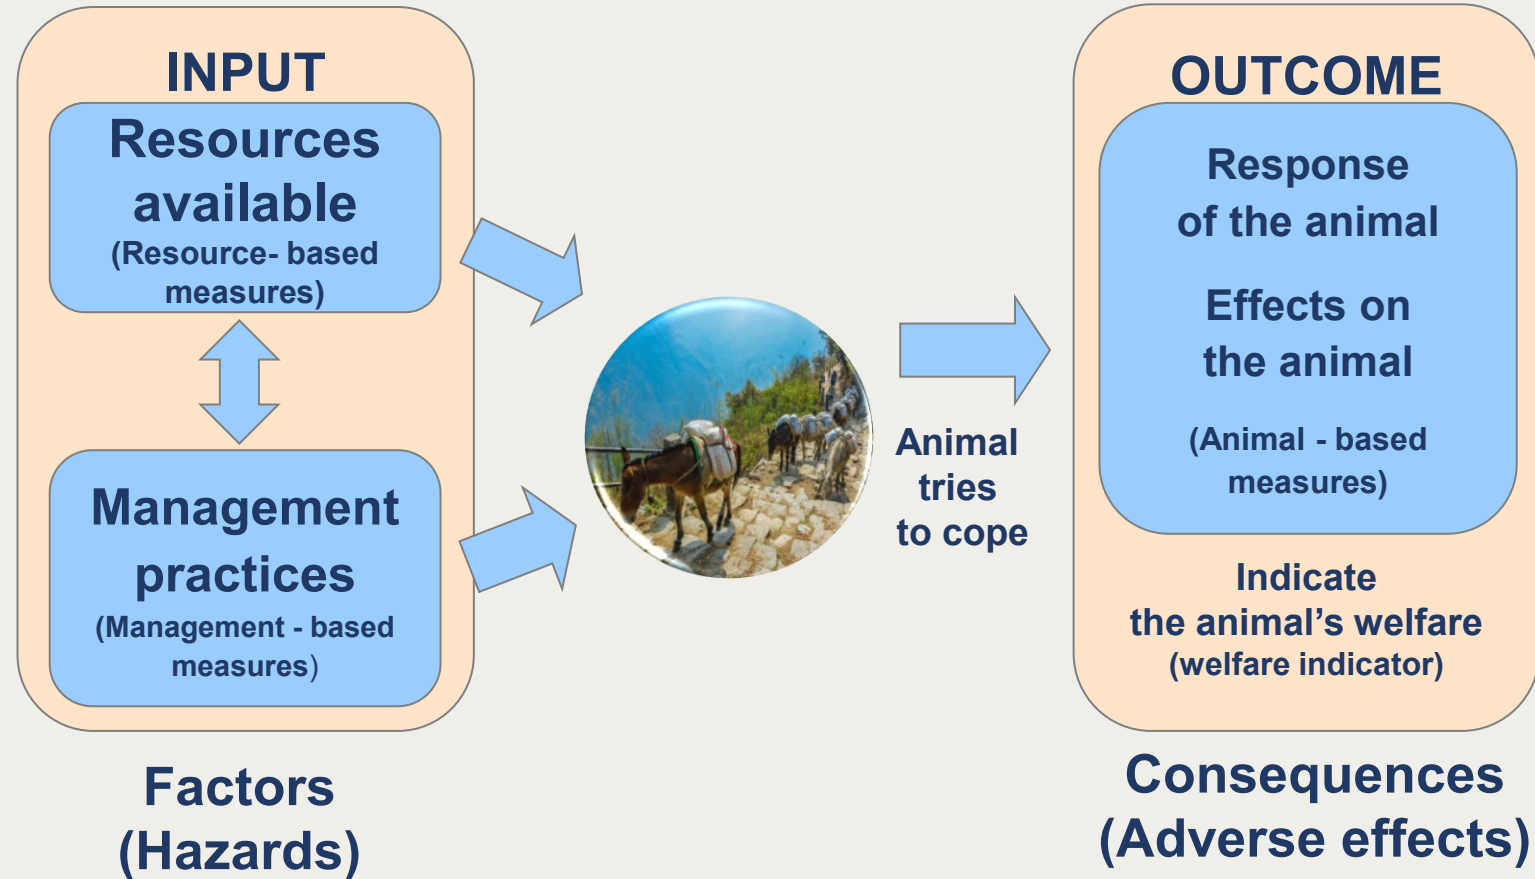 INPUT
Resources
available
(Resource- based
measures)
Management
practices
(Management - based
measures)
Factors
(Hazards)
Animal
tries
to cope
OUTCOME
Response
of the animal
Effects on
the animal
(Animal - based
measures)
Indicate
the animal’s welfare
(welfare indicator)
Consequences
(Adverse effects)